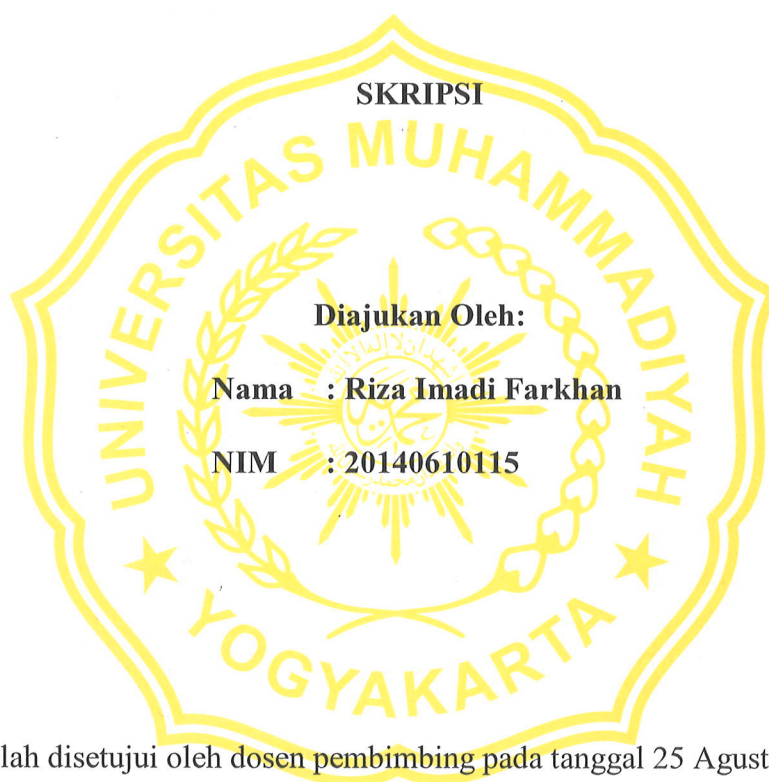 SKRIPSI
UNIVERSITAS MUHAMMADIYAH
Diajukan Oleh:
Nama : Riza Imadi Farkhan
NIM : 20140610115
YOGYAKARTA
lah disetujui oleh dosen pembimbing pada tanggal 25 Agust